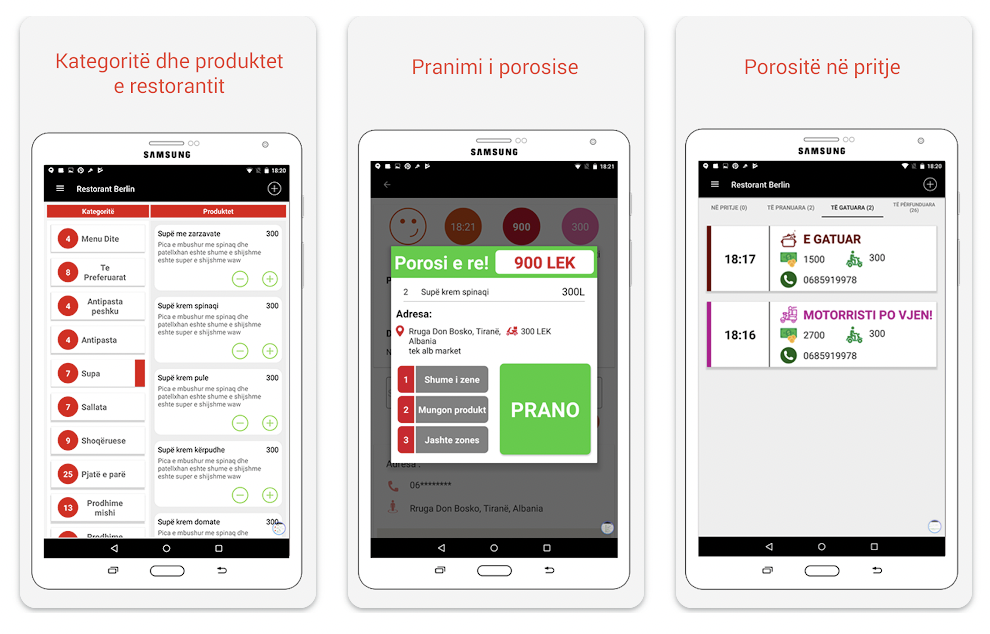 Kategoritë dhe produktet
e restorantit
SAMSUNG
18:20
Restorant Berlin
Kategoritë
Produktet
4 Menu Dite
8 Te
Preferuarat
4 Antipasta
peshku
4 Antipasta
7 Supa
7 Sallata
9 Shoqëruese
25 Pjatë e parë
13 Prodhime
mishi
Prodhime
Supë me zarzavate 300
Pica e mbushur me spinaq dhe
patellxhan eshte shume e shijshme
eshte super e shijshme waw
Supë krem spinaqi 300
Pica e mbushur me spinaq dhe
patellxhan eshte shume e shijshme
eshte super e shijshme waw
Supë krem pule 300
Pica e mbushur me spinaq dhe
patellxhan eshte shume e shijshme
eshte super e shijshme waw
Supë krem kërpudhe 300
Pica e mbushur me spinaq dhe
patellxhan eshte shume e shijshme
eshte super e shijshme waw
Supë krem domate 300
Pica e mbushur me spinaq dhe
Pranimi i porosise
SAMSUNG
18:21
18:21 900 300
Porosi e re! 900 LEK
2 Supë krem spinaqi 300L
Adresa:
Rruga Don Bosko, Tiranë, 300 LEK
Albania
tek alb market
1 Shume i zene
2 Mungon produkt
3 Jashte zones
PRANO
Adresa :
06********
Rruga Don Bosko, Tiranë, Albania
Porositë në pritje
SAMSUNG
18:20
Restorant Berlin
NË PRITJE (0) TË PRANUARA (2) TË GATUARA (2) TË PËRFUNDUARA
(26)
18:17
E GATUAR
1500 300
0685919978
18:16
MOTORRISTI PO VJEN!
2700 300
0685919978